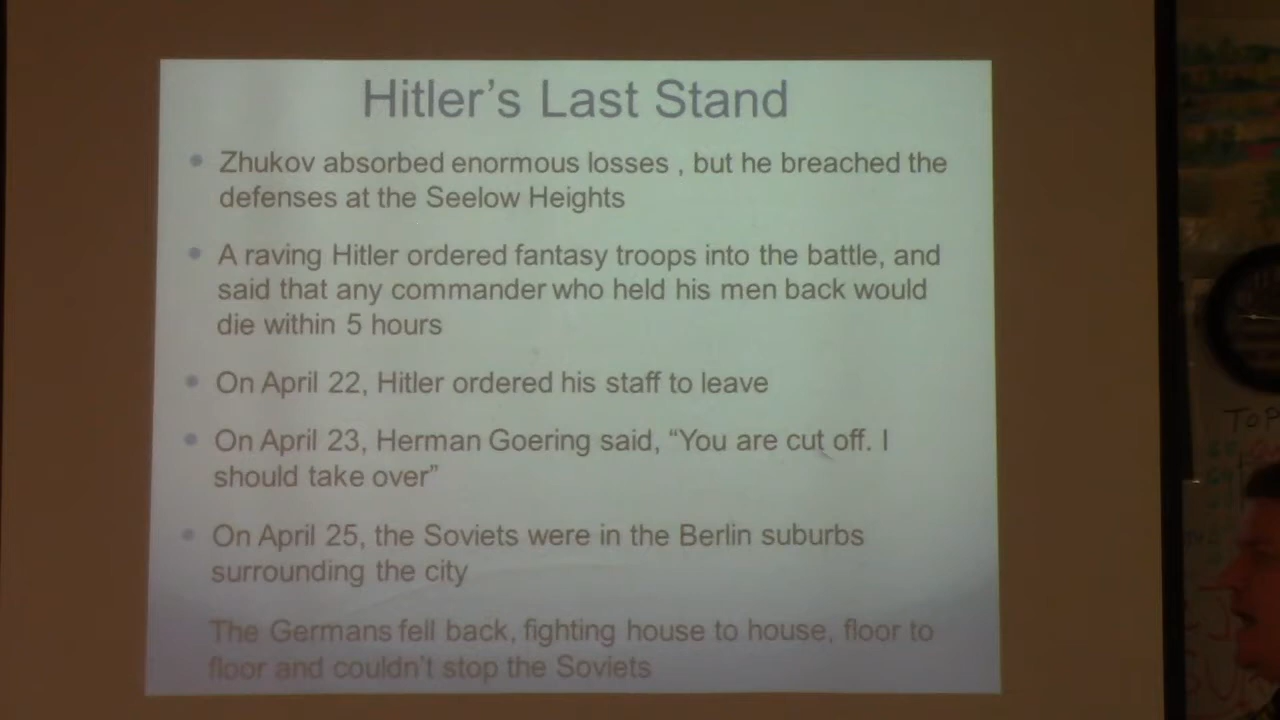 Hitler's Last Stand
• Zhukov absorbed enormous losses , but he breached the
defenses at the Seelow Heights
• A raving Hitler ordered fantasy troops into the battle, and
said that any commander who held his men back would
die within 5 hours
• On April 22, Hitler ordered his staff to leave
• On April 23, Herman Goering said, “You are cut off. I
should take over”
• On April 25, the Soviets were in the Berlin suburbs
surrounding the city
The Germans fell back, fighting house to house, floor to
floor and couldn't stop the Soviets
TOP